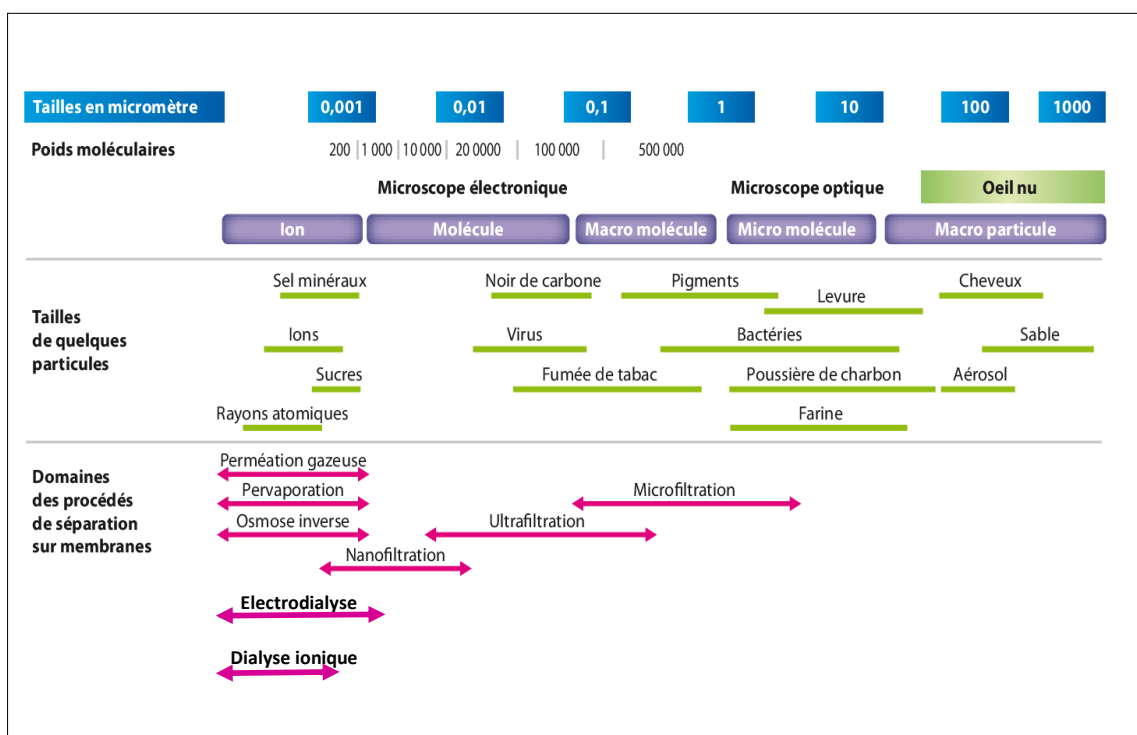 Tailles en micromètre 0,001 0,01 0,1 1 10 100 1000
Poids moléculaires 200 | 1 000 | 10 000 | 20 0000 | 100 000 | 500 000
Microscope électronique Microscope optique Oeil nu
Ion Molécule Macro molécule Micro molécule Macro particule
Tailles
de quelques
particules
Sel minéraux Noir de carbone Pigments Cheveux
Levure
Ions Virus Bactéries Sable
Sucres Fumée de tabac Poussière de charbon Aérosol
Rayons atomiques Farine
Domaines
des procédés
de séparation
sur membranes
Perméation gazeuse
Pervaporation Microfiltration
Osmose inverse Ultrafiltration
Nanofiltration
Electrodialyse
Dialyse ionique